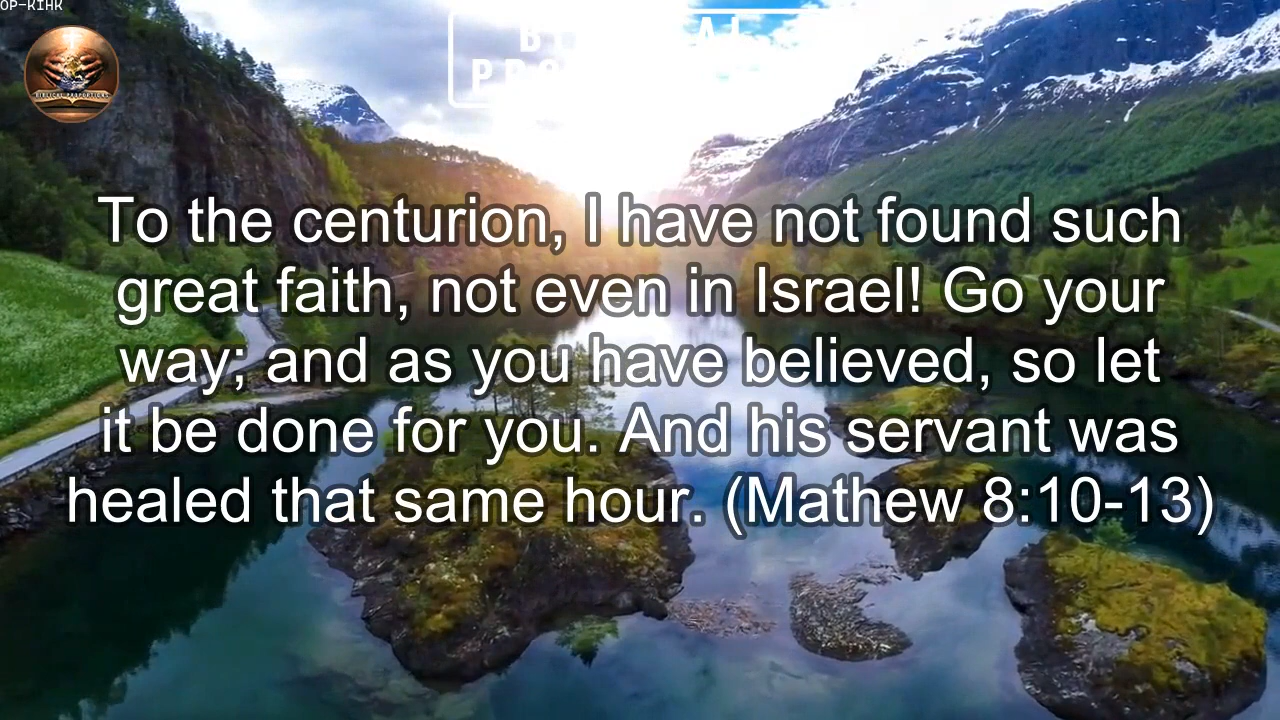 OP-KIHK
To the centurion, I have not found such
great faith, not even in Israel! Go your
way; and as you have believed, so let
it be done for you. And his servant was
healed that same hour. (Mathew 8:10-13)